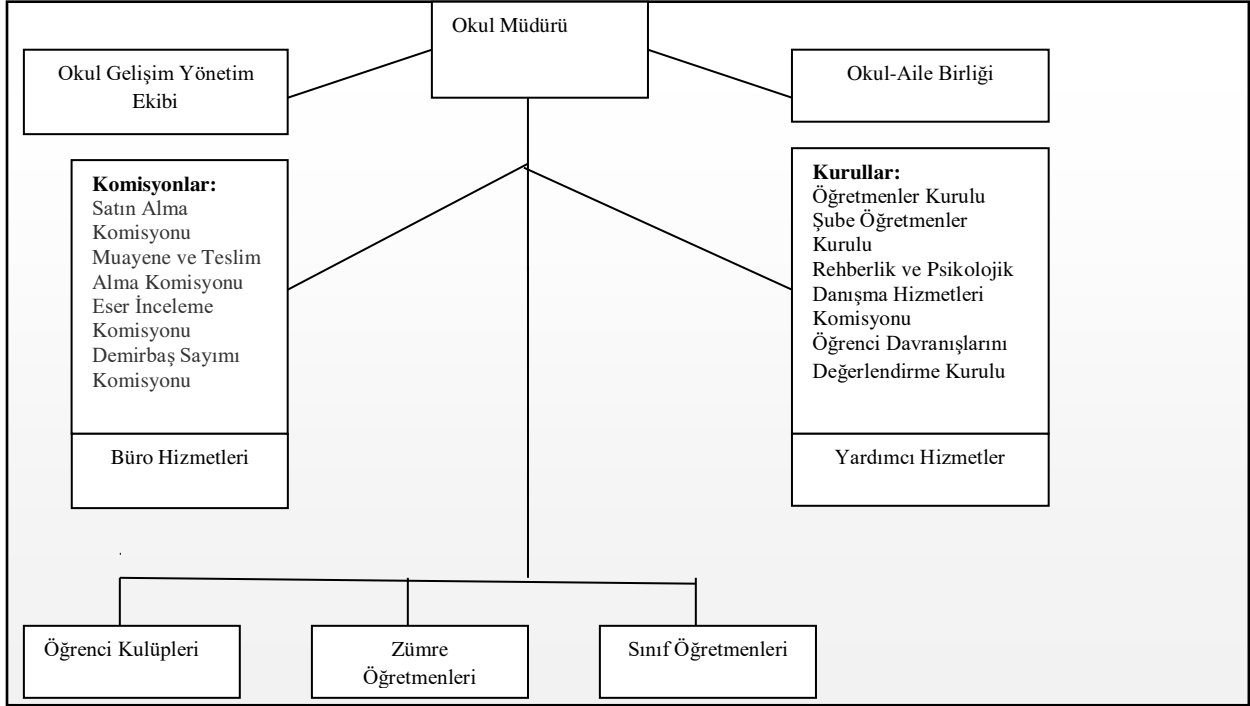 Okul Müdürü
Okul Gelişim Yönetim
Ekibi
Okul-Aile Birliği
Komisyonlar:
Satın Alma
Komisyonu
Muayene ve Teslim
Alma Komisyonu
Eser İnceleme
Komisyonu
Demirbaş Sayımı
Komisyonu
Kurullar:
Öğretmenler Kurulu
Şube Öğretmenler
Kurulu
Rehberlik ve Psikolojik
Danışma Hizmetleri
Komisyonu
Öğrenci Davranışlarını
Değerlendirme Kurulu
Büro Hizmetleri
Yardımcı Hizmetler
Öğrenci Kulüpleri
Zümre
Öğretmenleri
Sınıf Öğretmenleri